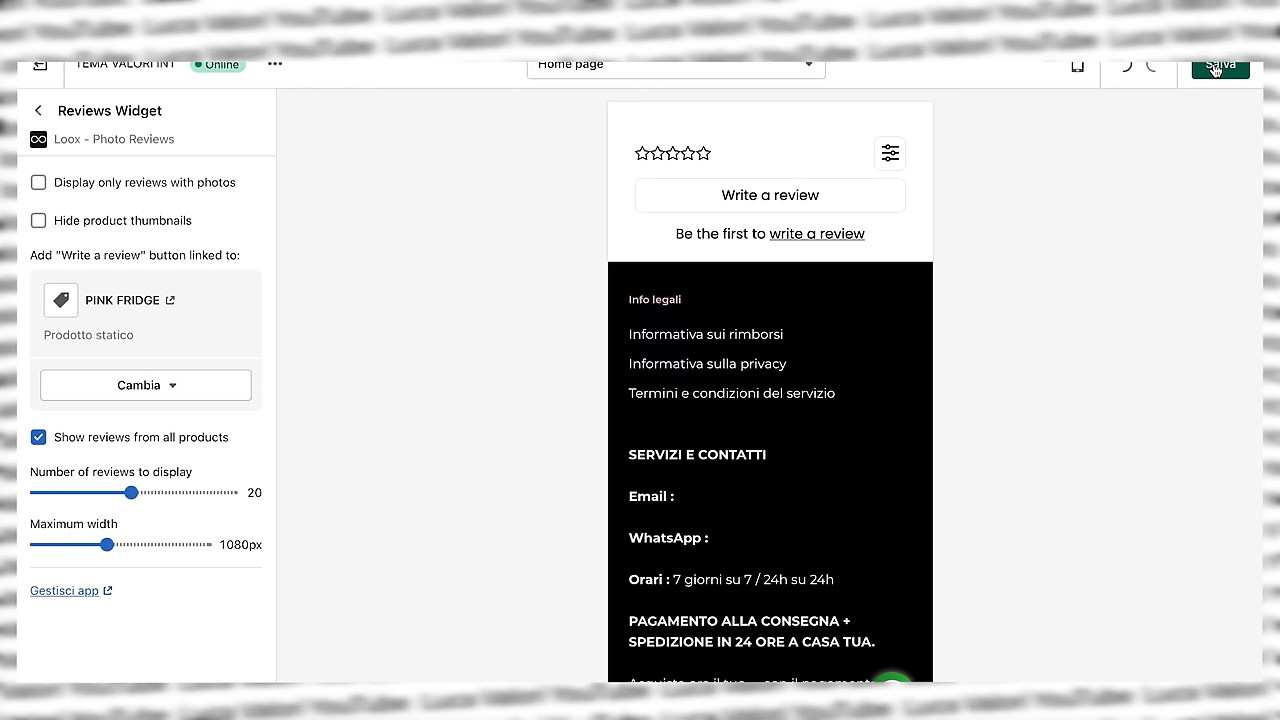 TEMA VALORI INT
Online
Home page
Salva
Reviews Widget
Loox - Photo Reviews
Display only reviews with photos
Hide product thumbnails
Add "Write a review" button linked to:
PINK FRIDGE
Prodotto statico
Cambia
Show reviews from all products
Number of reviews to display
20
Maximum width
1080px
Gestisci app
Write a review
Be the first to write a review
Info legali
Informativa sui rimborsi
Informativa sulla privacy
Termini e condizioni del servizio
SERVIZI E CONTATTI
Email :
WhatsApp :
Orari : 7 giorni su 7 / 24h su 24h
PAGAMENTO ALLA CONSEGNA +
SPEDIZIONE IN 24 ORE A CASA TUA.